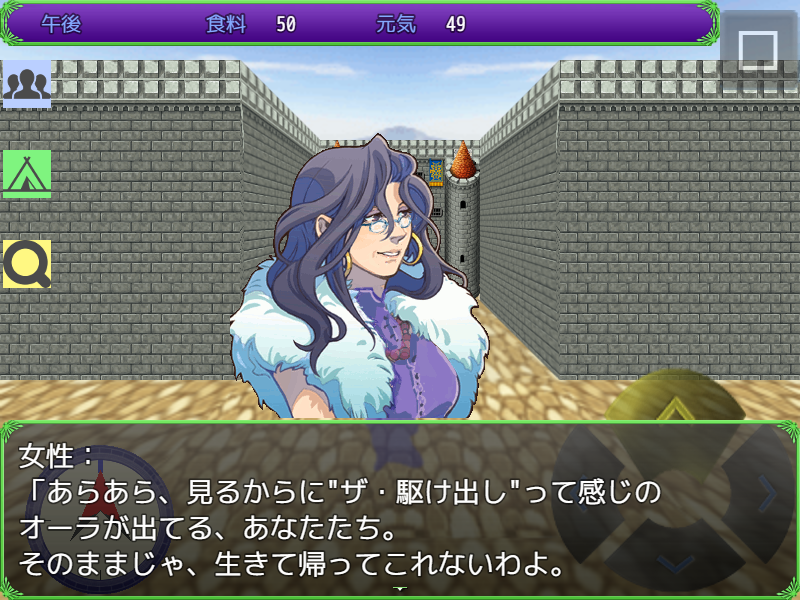 午後 食料 50 元気 49
女性：
「あらあら、見るからに"ザ・駆け出し"って感じの
オーラが出てる、あなたたち。
そのままじゃ、生きて帰ってこれないわよ。